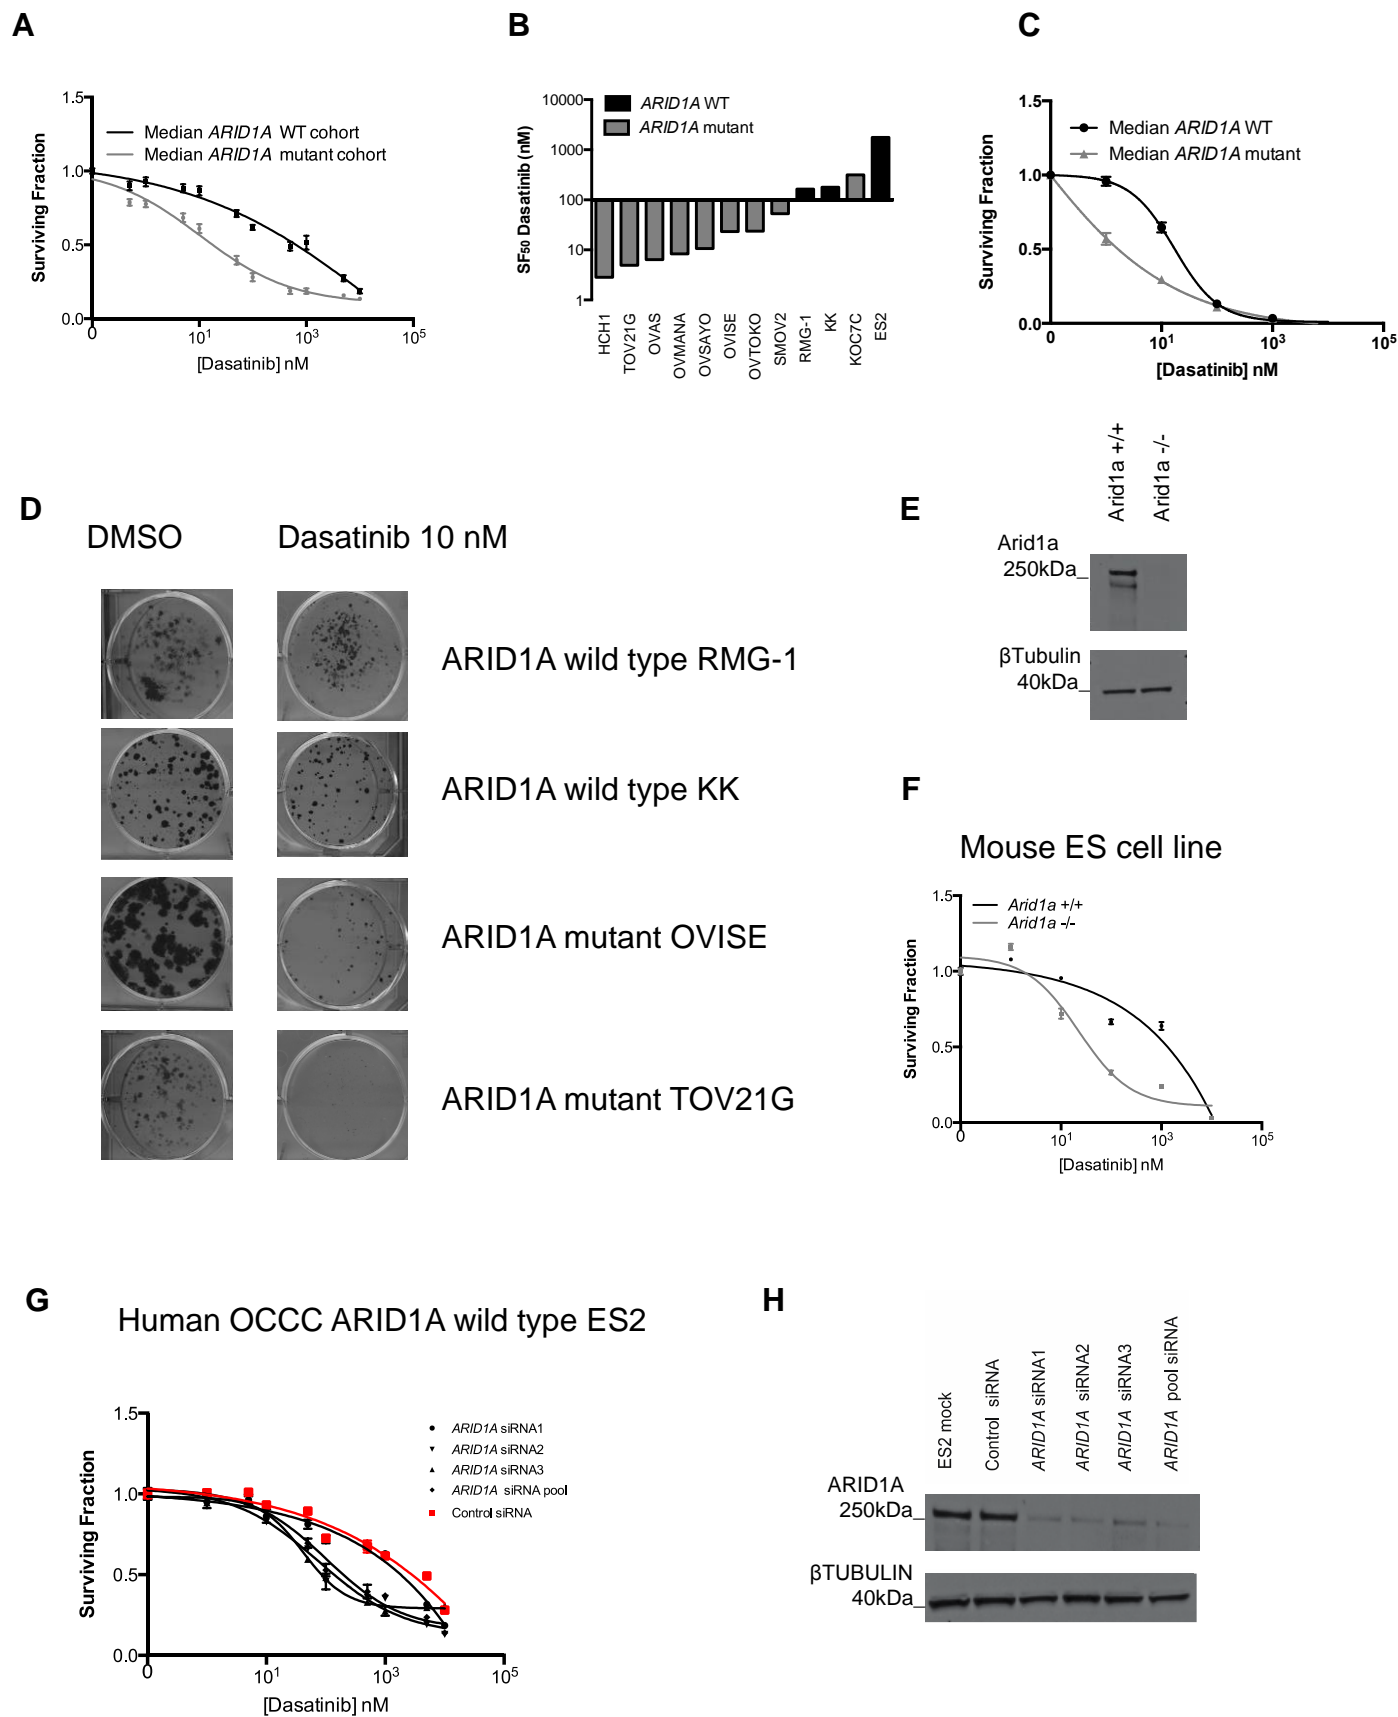 A
1.5
1.0
0.5
0.0
Surviving Fraction
Median ARID1A WT cohort
Median ARID1A mutant cohort
0
10¹
10³
10⁵
[Dasatinib] nM
B
10000
1000
100
10
1
SF₅₀ Dasatinib (nM)
ARID1A WT
ARID1A mutant
HCH1
TOV21G
OVAS
OVMANA
OVSAYO
OVISE
OVTOKO
SMOV2
RMG-1
KK
KOC7C
ES2
C
1.5
1.0
0.5
0.0
Surviving Fraction
Median ARID1A WT
Median ARID1A mutant
0
10¹
10³
10⁵
[Dasatinib] nM
D
DMSO
Dasatinib 10 nM
ARID1A wild type RMG-1
ARID1A wild type KK
ARID1A mutant OVISE
ARID1A mutant TOV21G
E
Arid1a +/+
Arid1a -/-
Arid1a
250kDa_
βTubulin
40kDa_
F
Mouse ES cell line
1.5
1.0
0.5
0.0
Surviving Fraction
Arid1a +/+
Arid1a -/-
0
10¹
10³
10⁵
[Dasatinib] nM
G
Human OCCC ARID1A wild type ES2
1.5
1.0
0.5
0.0
Surviving Fraction
ARID1A siRNA1
ARID1A siRNA2
ARID1A siRNA3
ARID1A siRNA pool
Control siRNA
0
10¹
10³
10⁵
[Dasatinib] nM
H
ES2 mock
Control siRNA
ARID1A siRNA1
ARID1A siRNA2
ARID1A siRNA3
ARID1A pool siRNA
ARID1A
250kDa_
βTUBULIN
40kDa_